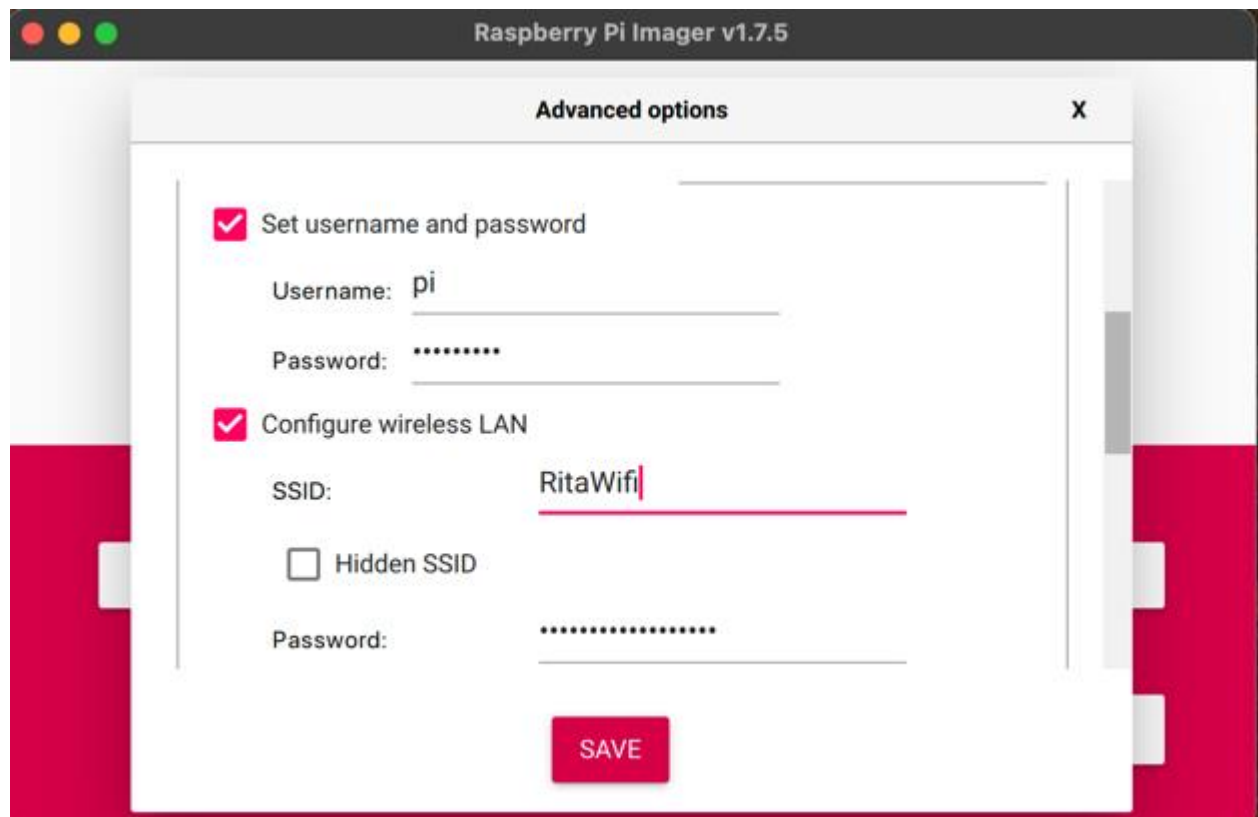 Raspberry Pi Imager v1.7.5
Advanced options X
Set username and password
Username: pi
Password: •••••••••
Configure wireless LAN
SSID: RitaWifi
Hidden SSID
Password: ••••••••••••••••••
SAVE